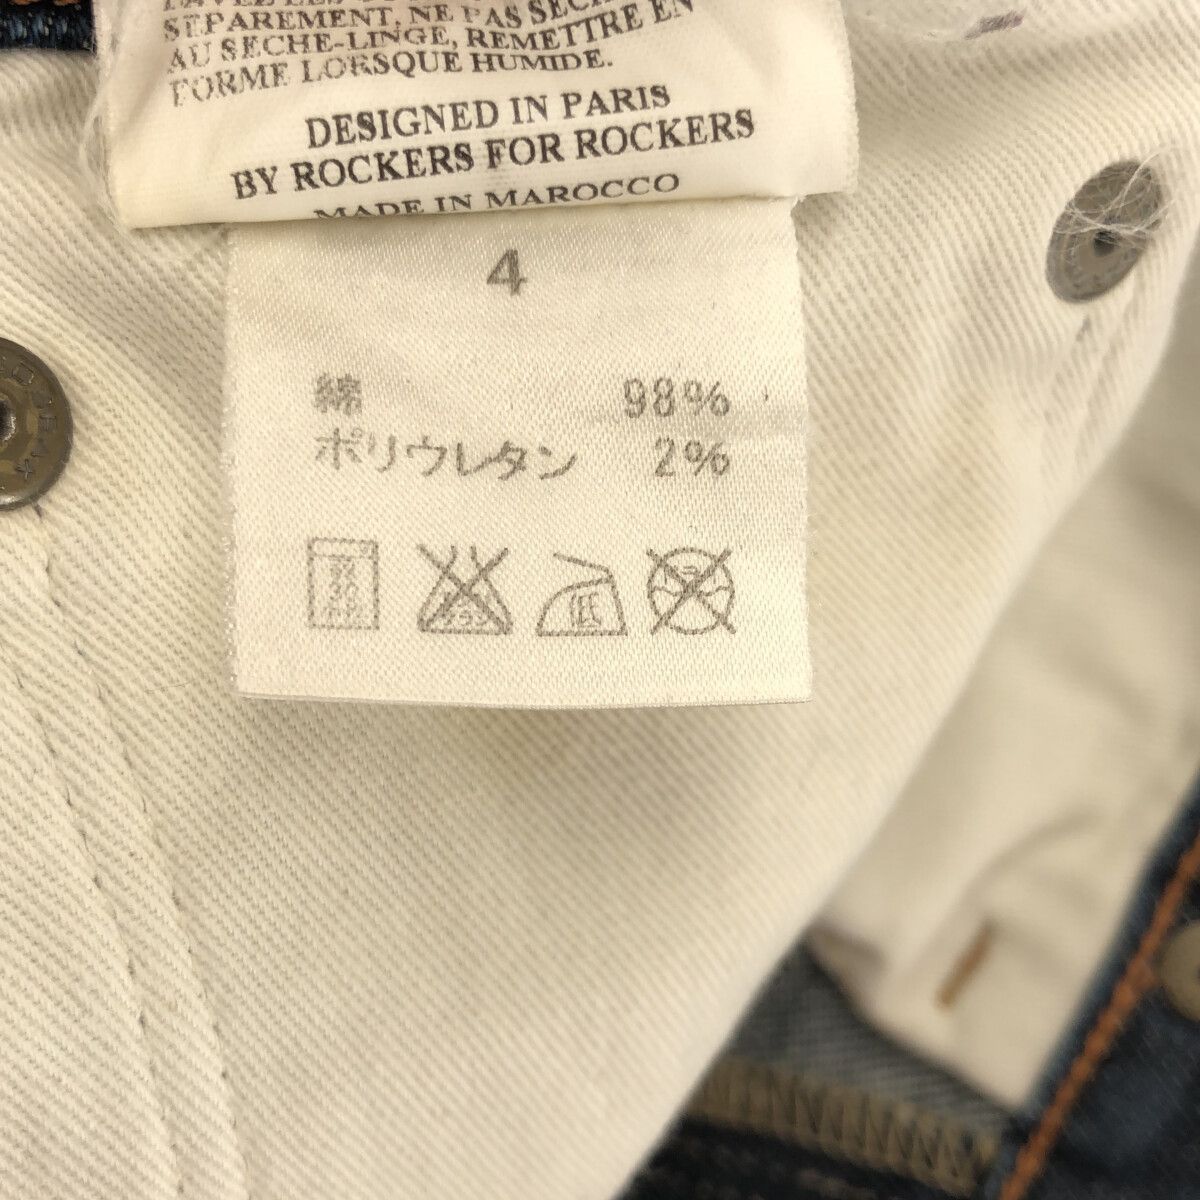 SEPAREMENT, NE PAS
AU SECHE-LINGE, REMETTRE EN
FORME LORSQUE HUMIDE.
DESIGNED IN PARIS
BY ROCKERS FOR ROCKERS
MADE IN MAROCCO
4
綿 98%
ポリウレタン 2%
低